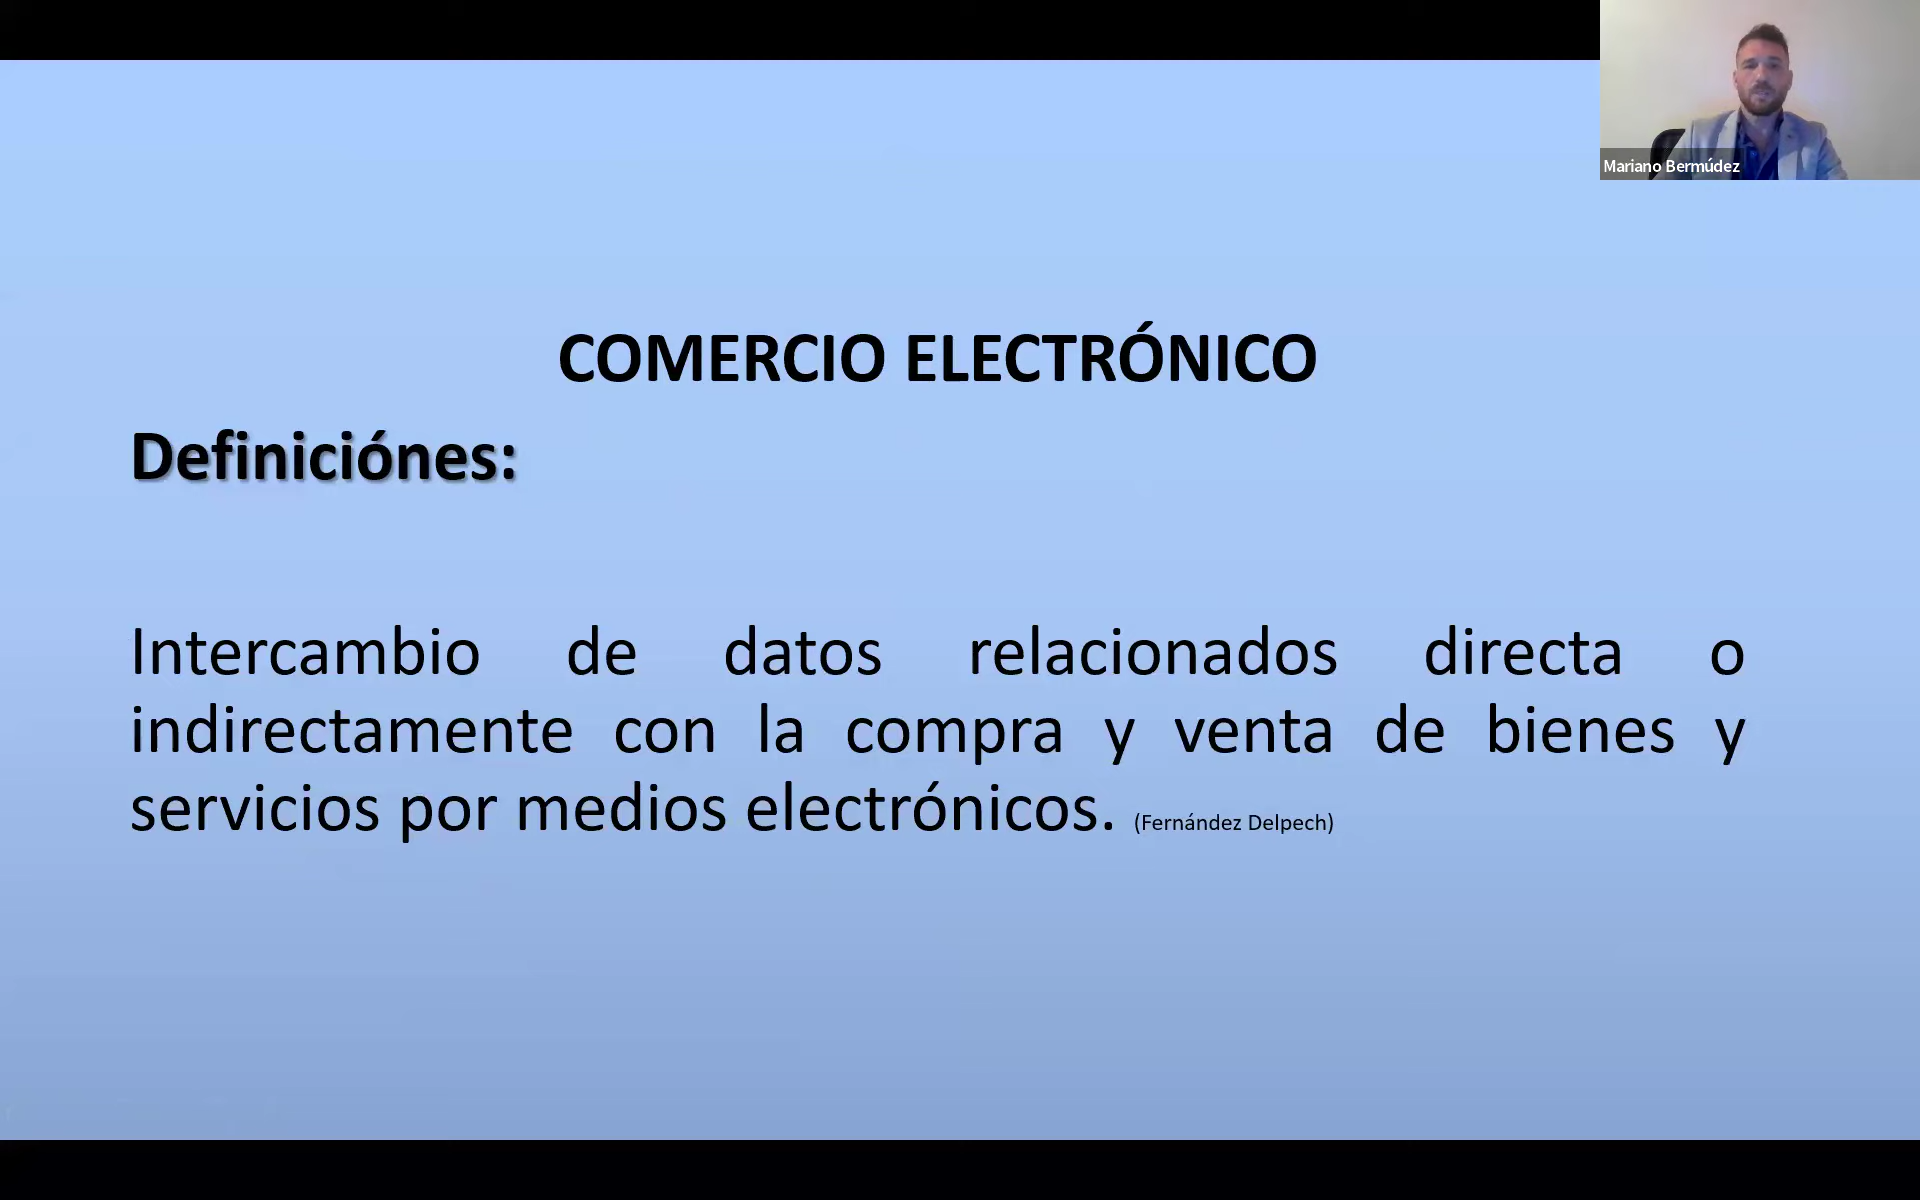 Mariano Bermúdez
COMERCIO ELECTRÓNICO
Definiciónes:
Intercambio de datos relacionados directa o
indirectamente con la compra y venta de bienes y
servicios por medios electrónicos. (Fernández Delpech)